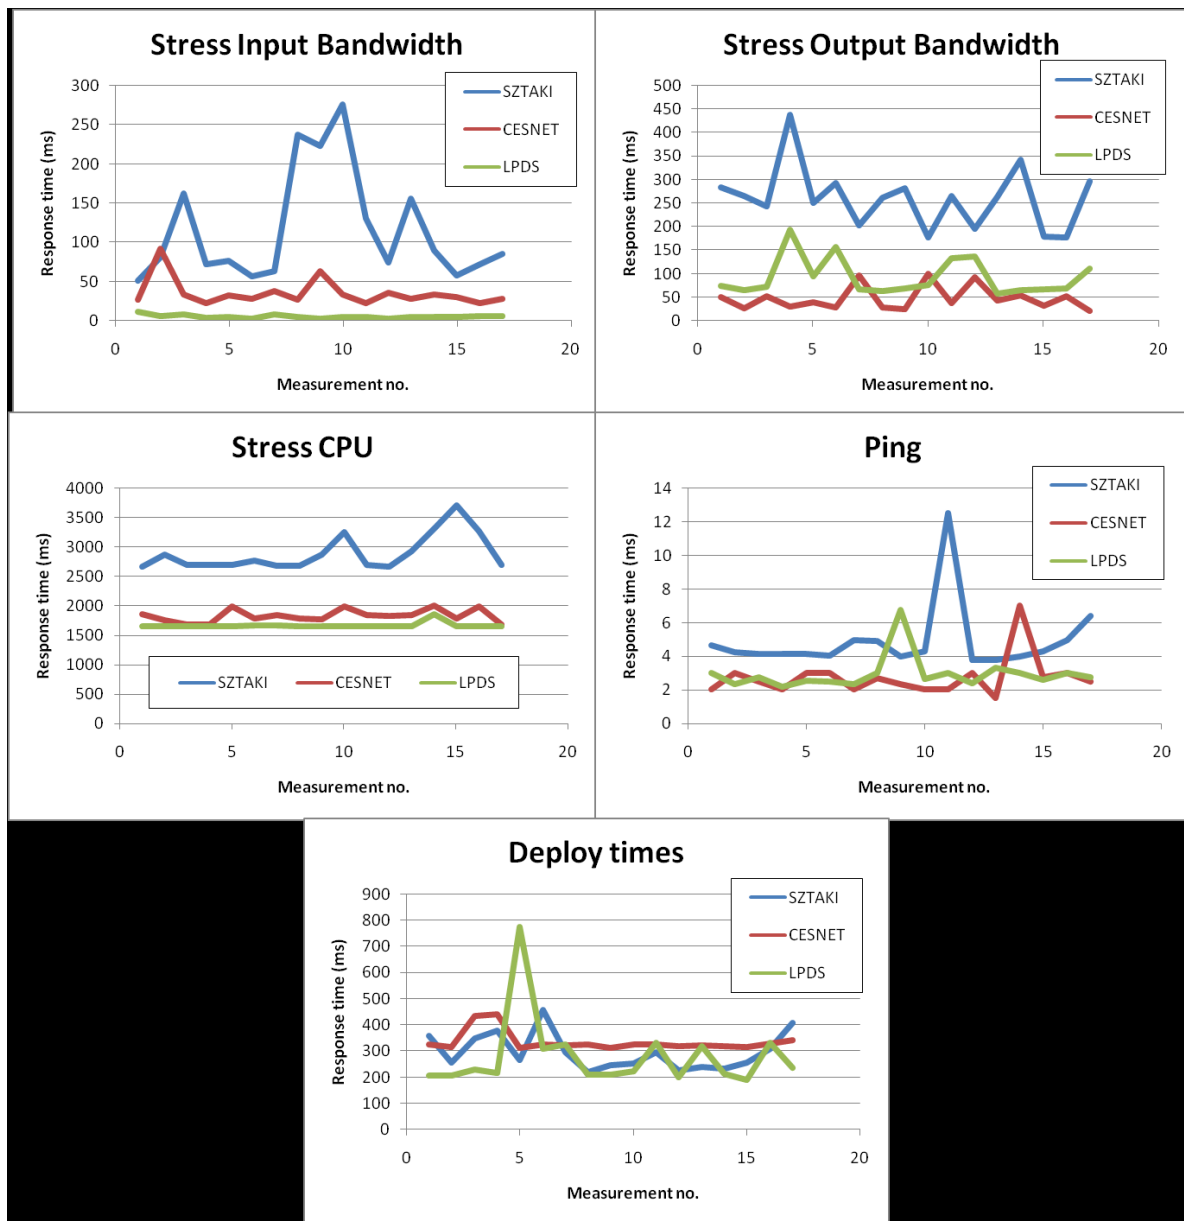 Stress Input Bandwidth
300
250
200
150
100
50
0
Response time (ms)
0 5 10 15 20
Measurement no.
SZTAKI
CESNET
LPDS
Stress Output Bandwidth
500
450
400
350
300
250
200
150
100
50
0
Response time (ms)
0 5 10 15 20
Measurement no.
SZTAKI
CESNET
LPDS
Stress CPU
4000
3500
3000
2500
2000
1500
1000
500
0
Response time (ms)
SZTAKI CESNET LPDS
0 5 10 15 20
Measurement no.
Ping
14
12
10
8
6
4
2
0
Response time (ms)
0 5 10 15 20
Measurement no.
SZTAKI
CESNET
LPDS
Deploy times
900
800
700
600
500
400
300
200
100
0
Response time (ms)
0 5 10 15 20
Measurement no.
SZTAKI
CESNET
LPDS